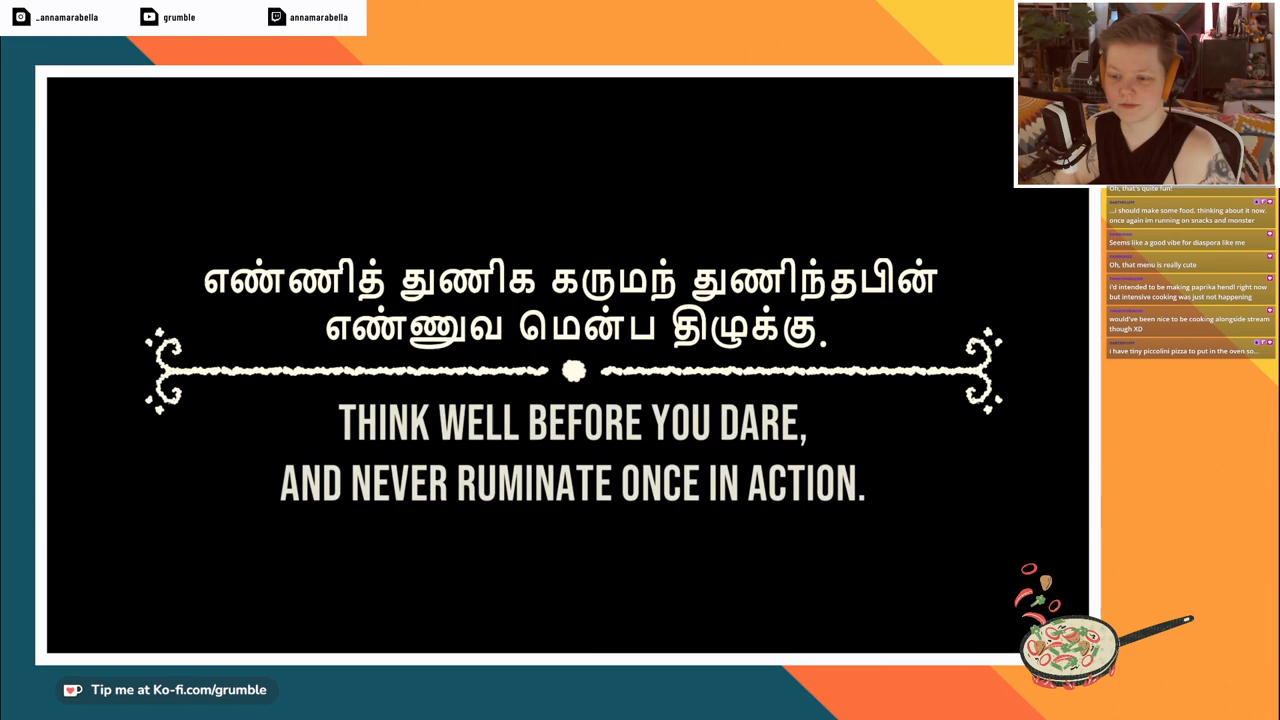 _annamarabella
grumble
annamarabella
எண்ணித் துணிக கருமந் துணிந்தபின்
எண்ணுவ மென்ப திழுக்கு.
THINK WELL BEFORE YOU DARE,
AND NEVER RUMINATE ONCE IN ACTION.
Oh, that's quite fun!
...i should make some food, thinking about it now.
once again im running on snacks and monster
Seems like a good vibe for diaspora like me
Oh, that menu is really cute
i'd intended to be making paprika hendl right now
but intensive cooking was just not happening
would've been nice to be cooking alongside stream
though XD
i have tiny piccolini pizza to put in the oven so...
Tip me at Ko-fi.com/grumble